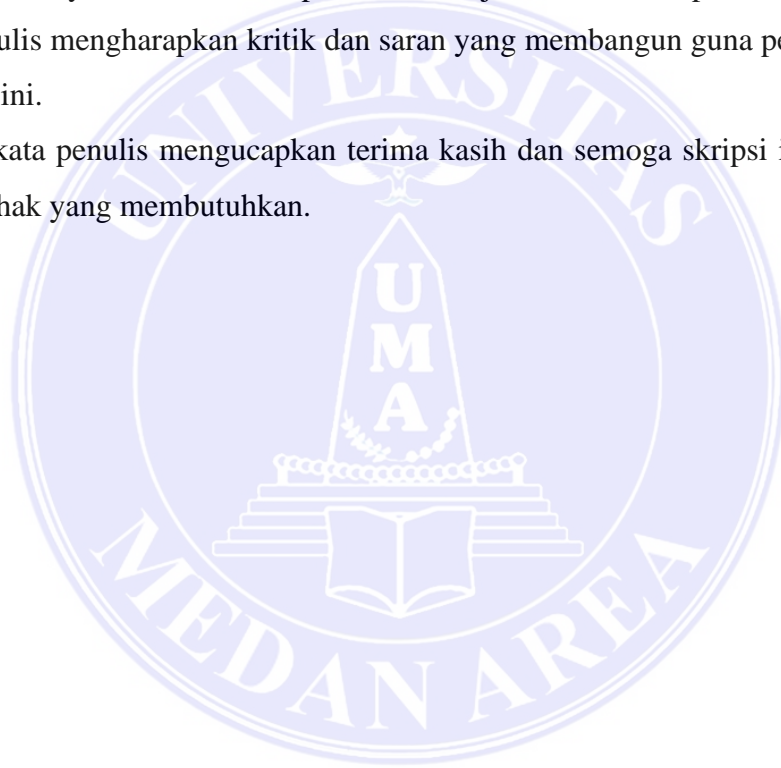 ulis mengharapkan kritik dan saran yang membangun guna pe
ini.
kata penulis mengucapkan terima kasih dan semoga skripsi i
hak yang membutuhkan.
UNIVERSITAS
UMA
MEDAN AREA